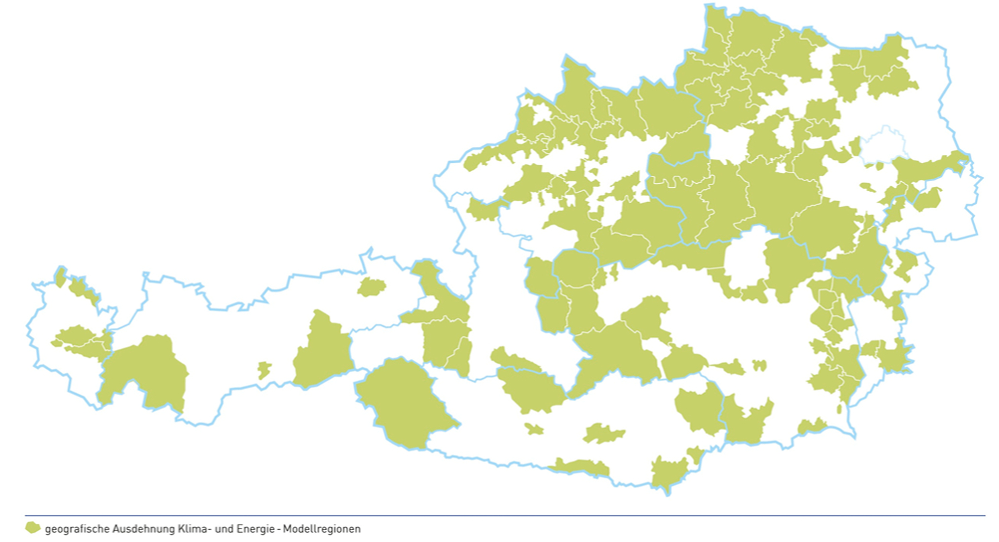 geografische Ausdehnung Klima- und Energie - Modellregionen